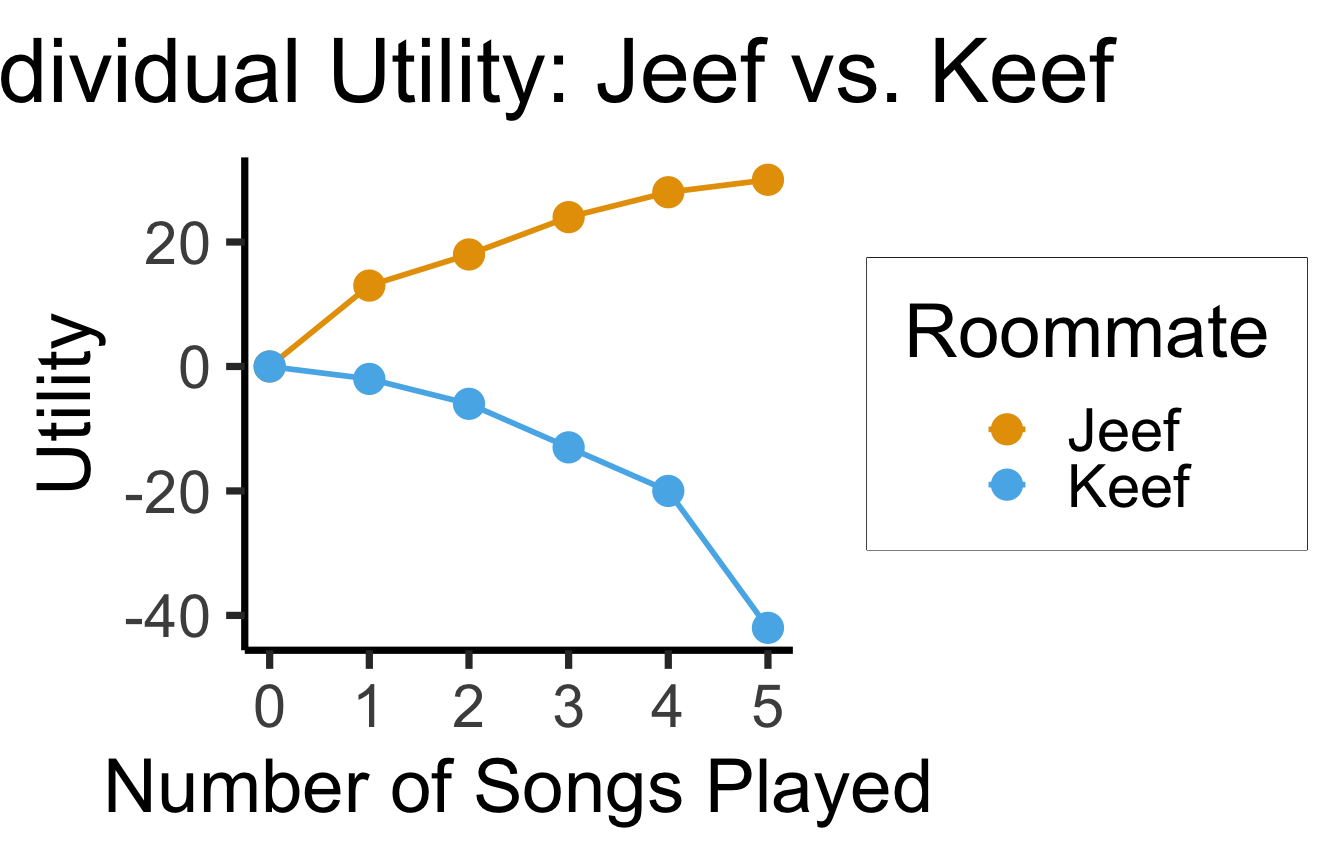 dividual Utility: Jeef vs. Keef
20
0
-20
-40
Utility
0 1 2 3 4 5
Number of Songs Played
Roommate
Jeef
Keef